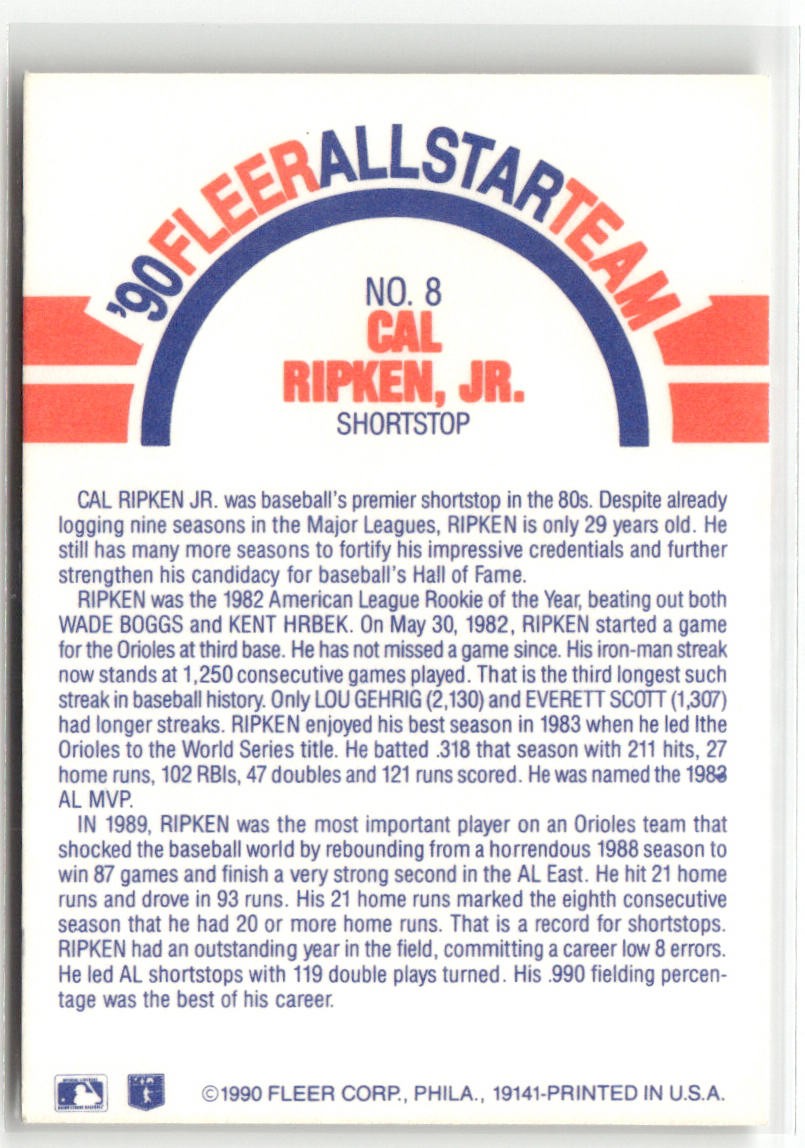 '90 FLEER ALL STAR TEAM
NO. 8
CAL
RIPKEN, JR.
SHORTSTOP
CAL RIPKEN JR. was baseball's premier shortstop in the 80s. Despite already
logging nine seasons in the Major Leagues, RIPKEN is only 29 years old. He
still has many more seasons to fortify his impressive credentials and further
strengthen his candidacy for baseball's Hall of Fame.
RIPKEN was the 1982 American League Rookie of the Year, beating out both
WADE BOGGS and KENT HRBEK. On May 30, 1982, RIPKEN started a game
for the Orioles at third base. He has not missed a game since. His iron-man streak
now stands at 1,250 consecutive games played. That is the third longest such
streak in baseball history. Only LOU GEHRIG (2,130) and EVERETT SCOTT (1,307)
had longer streaks. RIPKEN enjoyed his best season in 1983 when he led lthe
Orioles to the World Series title. He batted .318 that season with 211 hits, 27
home runs, 102 RBIs, 47 doubles and 121 runs scored. He was named the 1983
AL MVP.
IN 1989, RIPKEN was the most important player on an Orioles team that
shocked the baseball world by rebounding from a horrendous 1988 season to
win 87 games and finish a very strong second in the AL East. He hit 21 home
runs and drove in 93 runs. His 21 home runs marked the eighth consecutive
season that he had 20 or more home runs. That is a record for shortstops.
RIPKEN had an outstanding year in the field, committing a career low 8 errors.
He led AL shortstops with 119 double plays turned. His .990 fielding percen-
tage was the best of his career.
©1990 FLEER CORP., PHILA., 19141-PRINTED IN U.S.A.